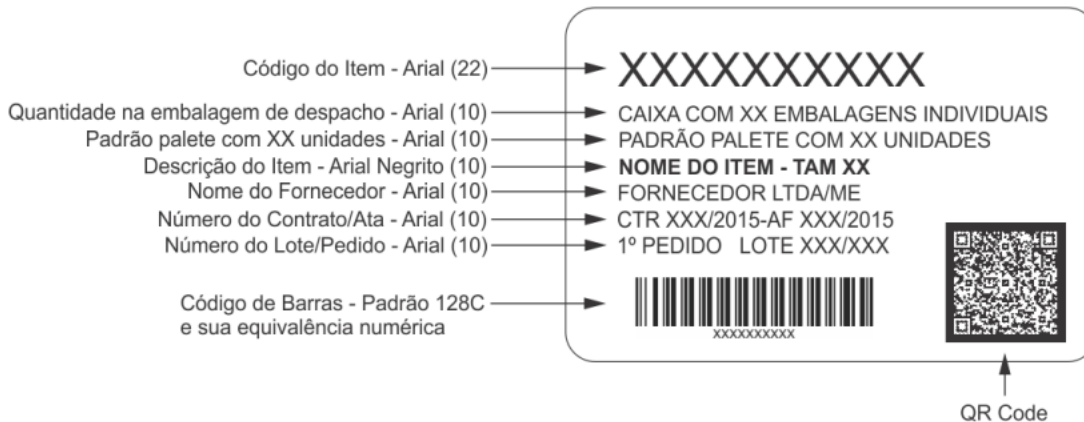 Código do Item - Arial (22)
XXXXXXXXXX
Quantidade na embalagem de despacho - Arial (10)
CAIXA COM XX EMBALAGENS INDIVIDUAIS
Padrão palete com XX unidades - Arial (10)
PADRÃO PALETE COM XX UNIDADES
Descrição do Item - Arial Negrito (10)
NOME DO ITEM - TAM XX
Nome do Fornecedor - Arial (10)
FORNECEDOR LTDA/ME
Número do Contrato/Ata - Arial (10)
CTR XXX/2015-AF XXX/2015
Número do Lote/Pedido - Arial (10)
1º PEDIDO LOTE XXX/XXX
Código de Barras - Padrão 128C
e sua equivalência numérica
XXXXXXXXXX
QR Code